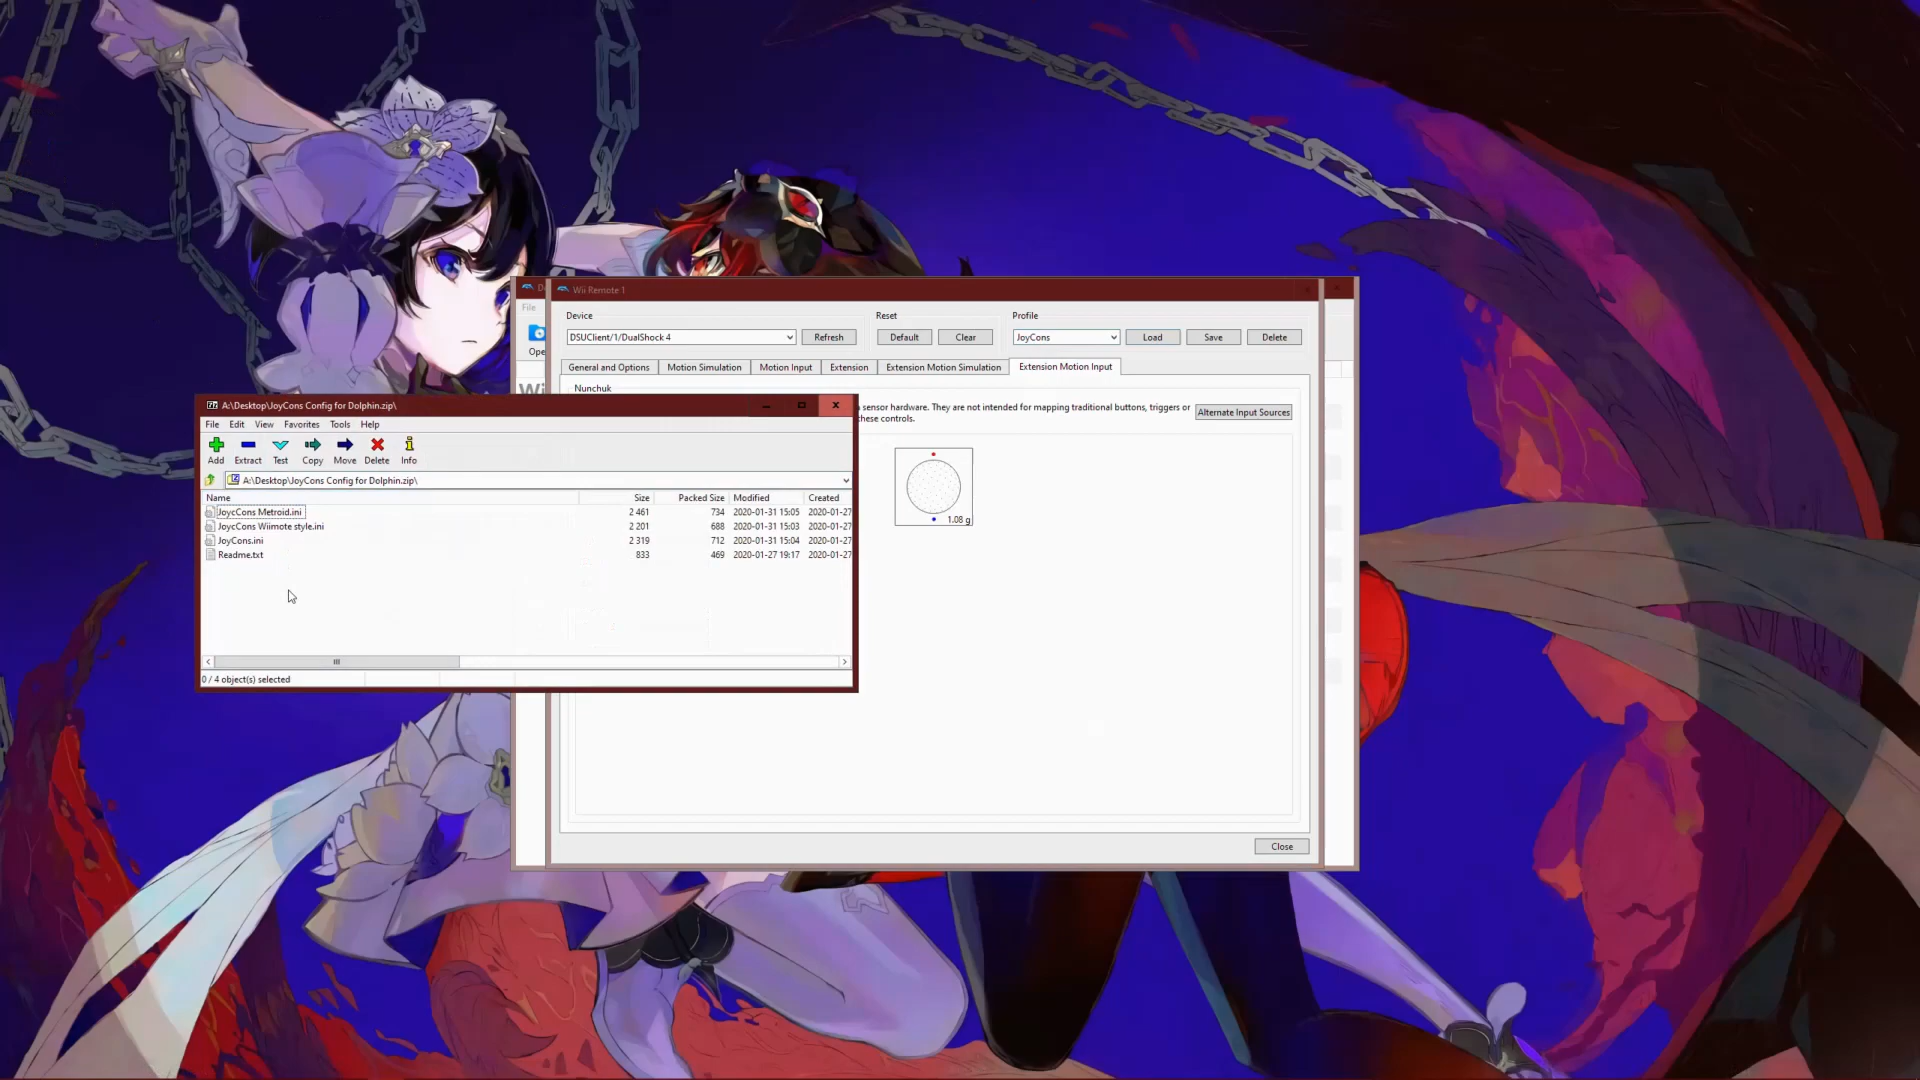 Wii Remote 1
File
Device
Reset
Profile
DSUClient/1/DualShock 4
Refresh
Default
Clear
JoyCons
Load
Save
Delete
General and Options
Motion Simulation
Motion Input
Extension
Extension Motion Simulation
Extension Motion Input
Nunchuk
sensor hardware. They are not intended for mapping traditional buttons, triggers or
these controls.
Alternate Input Sources
1.08 g
Close
A:\Desktop\JoyCons Config for Dolphin.zip\
File Edit View Favorites Tools Help
Add Extract Test Copy Move Delete Info
A:\Desktop\JoyCons Config for Dolphin.zip\
Name Size Packed Size Modified Created
JoycCons Metroid.ini 2 461 734 2020-01-31 15:05 2020-01-27
JoycCons Wiimote style.ini 2 201 688 2020-01-31 15:03 2020-01-27
JoyCons.ini 2 319 712 2020-01-31 15:04 2020-01-27
Readme.txt 833 469 2020-01-27 19:17 2020-01-27
0 / 4 object(s) selected